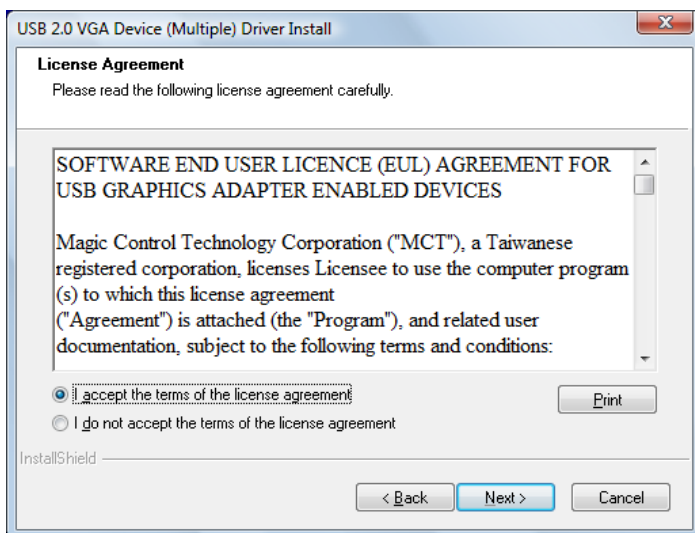 USB 2.0 VGA Device (Multiple) Driver Install
License Agreement
Please read the following license agreement carefully.
SOFTWARE END USER LICENCE (EUL) AGREEMENT FOR
USB GRAPHICS ADAPTER ENABLED DEVICES
Magic Control Technology Corporation ("MCT"), a Taiwanese
registered corporation, licenses Licensee to use the computer program
(s) to which this license agreement
("Agreement") is attached (the "Program"), and related user
documentation, subject to the following terms and conditions:
I accept the terms of the license agreement
Print
I do not accept the terms of the license agreement
InstallShield
< Back
Next >
Cancel